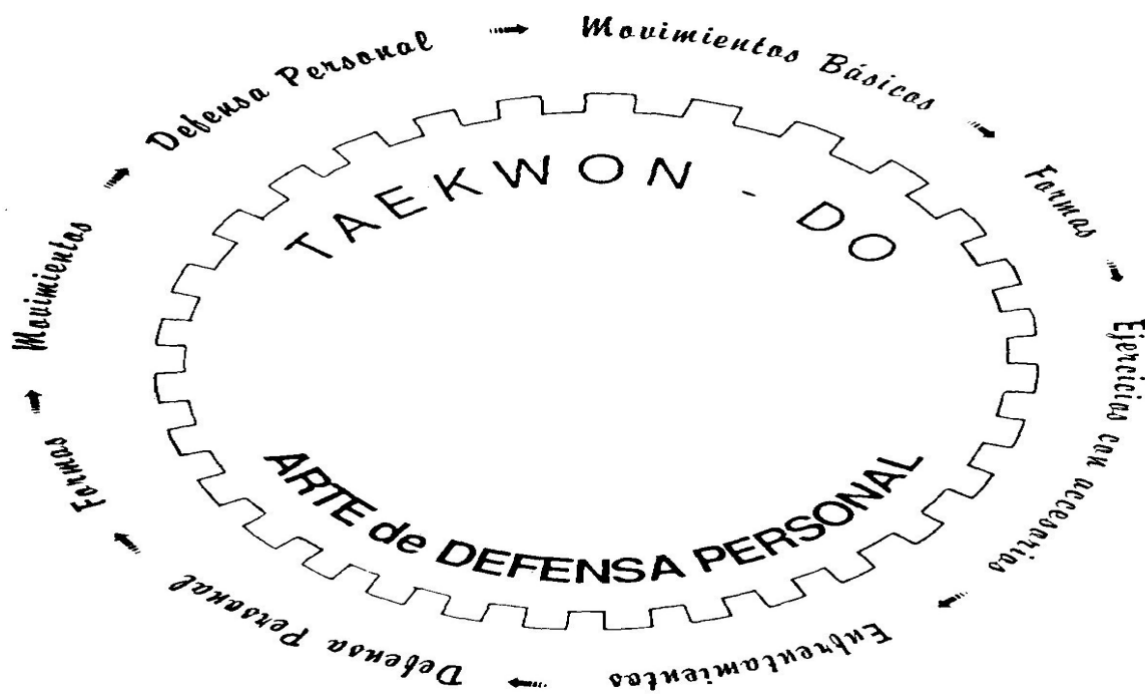 Defensa Personal
Movimientos Básicos
Formas
Ejercicios con accesorios
Enfrentamientos
Defensa Personal
Formas
Movimientos
TAEKWON - DO
ARTE de DEFENSA PERSONAL